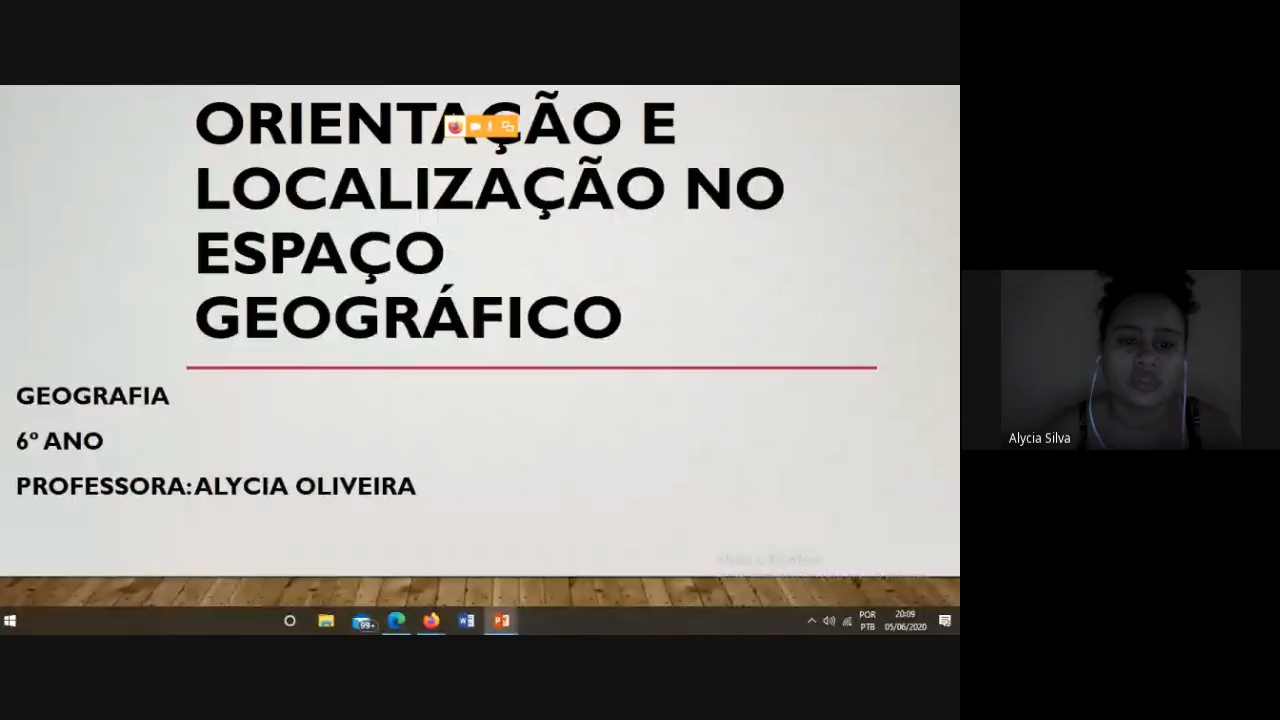 ORIENTAÇÃO E
LOCALIZAÇÃO NO
ESPAÇO
GEOGRÁFICO
GEOGRAFIA
6º ANO
PROFESSORA:ALYCIA OLIVEIRA
Alycia Silva
99+
POR
PTB
20:09
05/06/2020